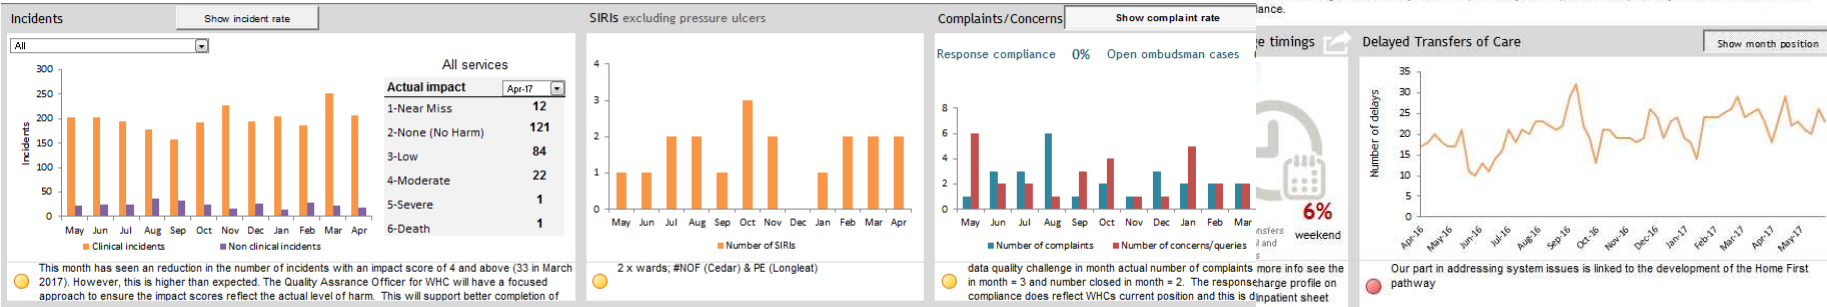 Incidents
Show incident rate
All
300
250
200
150
100
50
0
Incidents
May Jun Jul Aug Sep Oct Nov Dec Jan Feb Mar Apr
Clinical incidents
Non clinical incidents
All services
Actual impact
Apr-17
1-Near Miss 12
2-None (No Harm) 121
3-Low 84
4-Moderate 22
5-Severe 1
6-Death 1
This month has seen an reduction in the number of incidents with an impact score of 4 and above (33 in March
2017). However, this is higher than expected. The Quality Assrance Officer for WHC will have a focused
approach to ensure the impact scores reflect the actual level of harm. This will support better completion of
SIRIs excluding pressure ulcers
4
3
2
1
0
May Jun Jul Aug Sep Oct Nov Dec Jan Feb Mar Apr
Number of SIRIs
2 x wards; #NOF (Cedar) & PE (Longleat)
Complaints/Concerns
Show complaint rate
Response compliance 0% Open ombudsman cases
8
6
4
2
0
May Jun Jul Aug Sep Oct Nov Dec Jan Feb Mar
Number of complaints
Number of concerns/queries
data quality challenge in month actual number of complaints
in month = 3 and number closed in month = 2. The response
compliance does reflect WHCs current position and this is d
ance.
e timings
6%
weekend
nsfers
l and
s
more info see the
harge profile on
inpatient sheet
Delayed Transfers of Care
Show month position
35
30
25
20
15
10
5
0
Number of delays
Apr-16 May-16 Jun-16 Jul-16 Aug-16 Sep-16 Oct-16 Nov-16 Dec-16 Jan-17 Feb-17 Mar-17 Apr-17 May-17
Our part in addressing system issues is linked to the development of the Home First
pathway